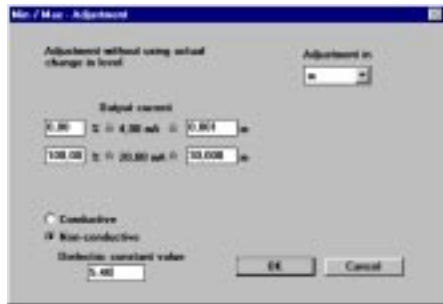 Min / Max - Adjustment
Adjustment without using actual
change in level
Adjustment in
m
Output current
0.00 % = 4,00 mA = 0.001 m
100.00 % = 20,00 mA = 10,000 m
Conductive
Non-conductive
Dielectric constant value
5.00
OK
Cancel